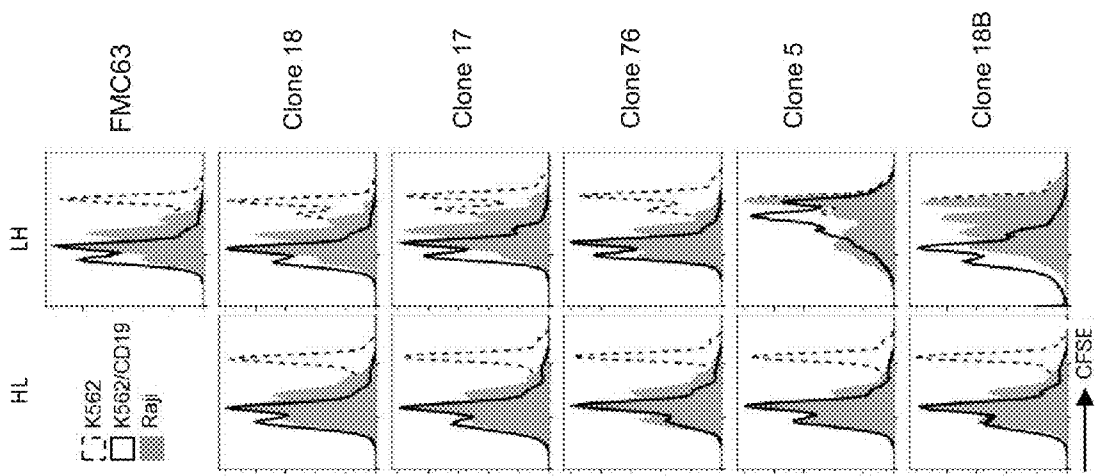 HL
LH
K562
K562/CD19
Raji
FMC63
Clone 18
Clone 17
Clone 76
Clone 5
Clone 18B
CFSE